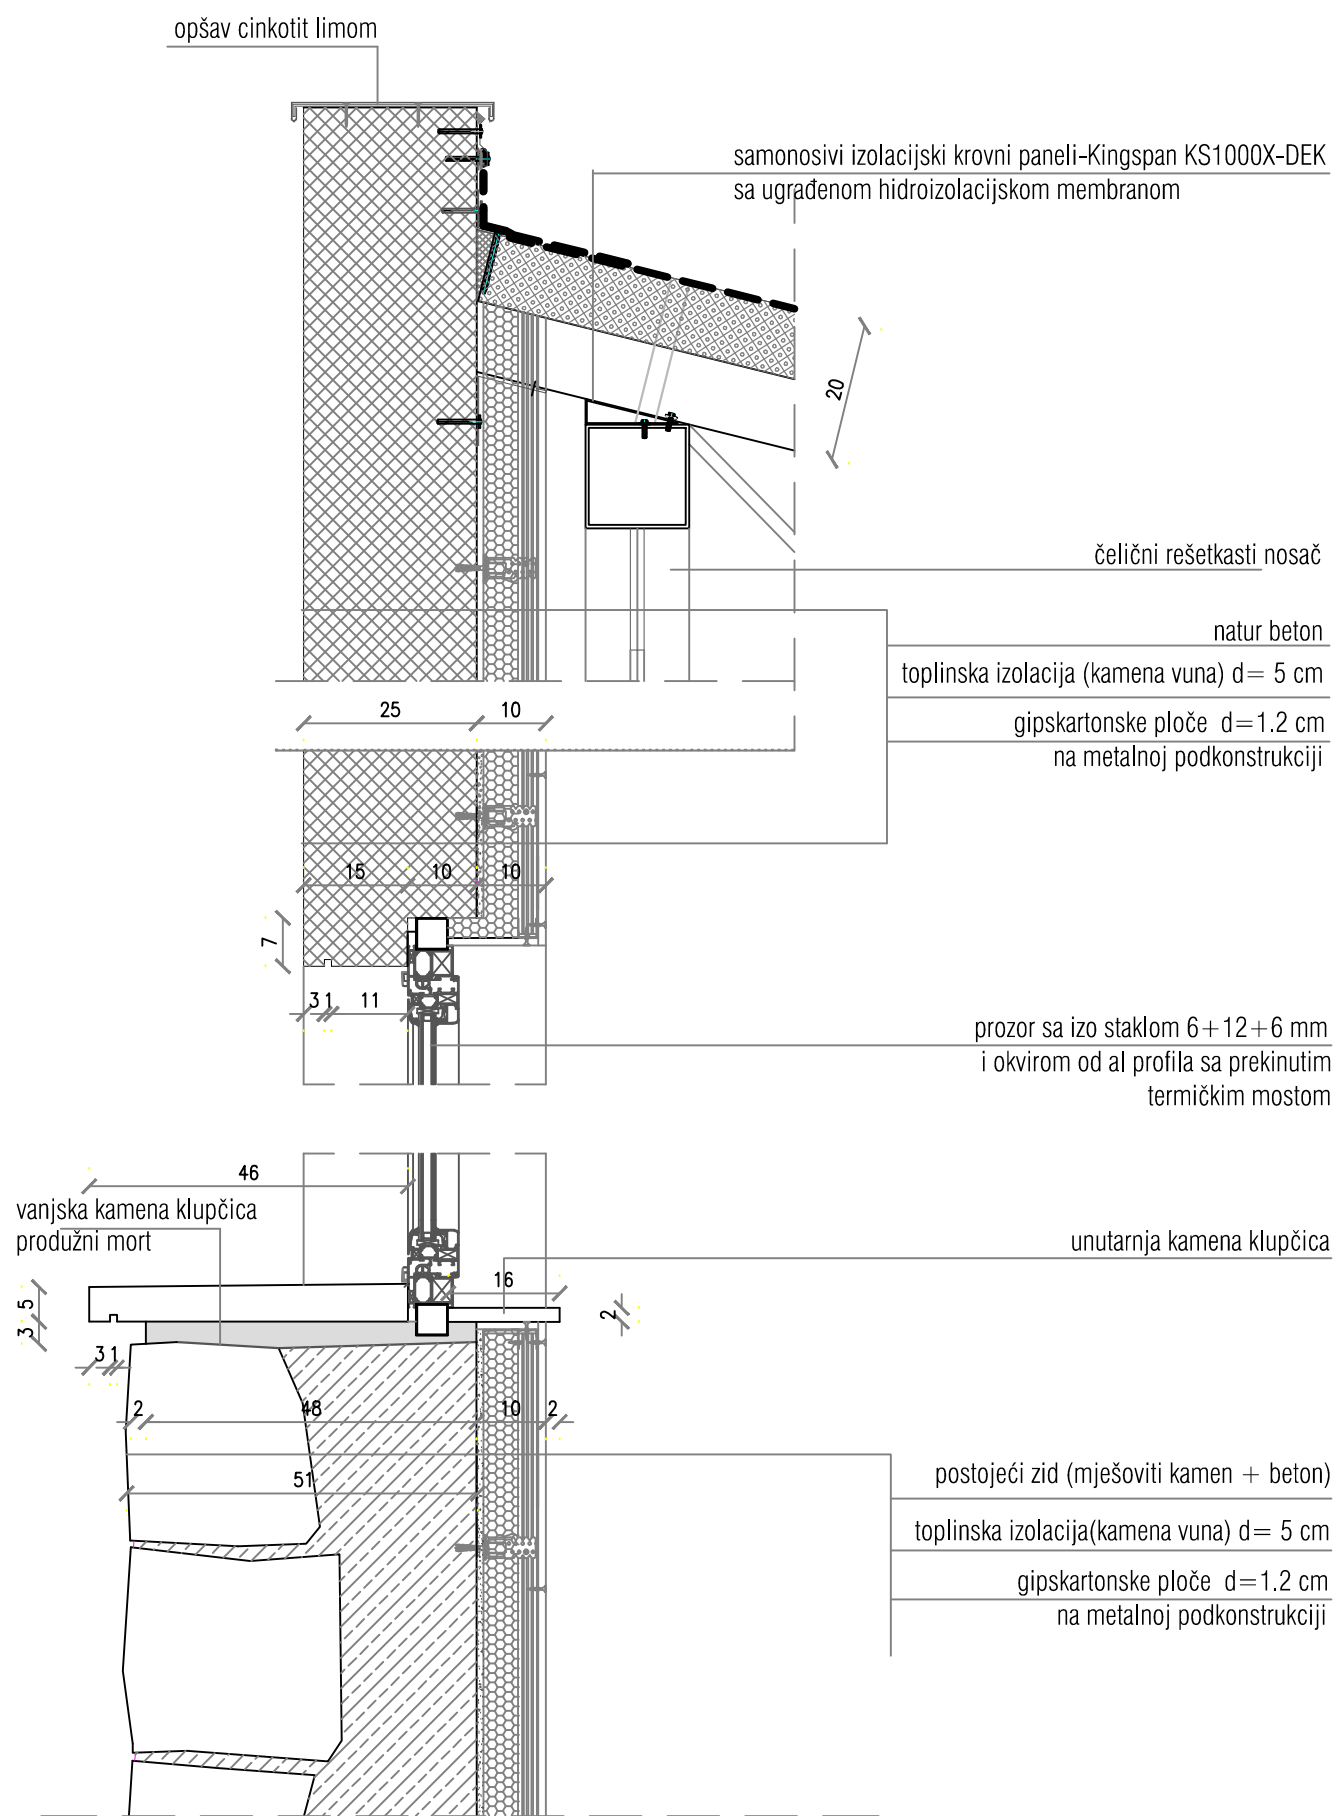 opšav cinkotit limom
samonosivi izolacijski krovni paneli-Kingspan KS1000X-DEK
sa ugrađenom hidroizolacijskom membranom
20
čelični rešetkasti nosač
natur beton
toplinska izolacija (kamena vuna) d= 5 cm
25 10
gipskartonske ploče d=1.2 cm
na metalnoj podkonstrukciji
15 10 10
7
3 1 11
prozor sa izo staklom 6+12+6 mm
i okvirom od al profila sa prekinutim
termičkim mostom
46
vanjska kamena klupčica
produžni mort
unutarnja kamena klupčica
16
5
3
2
3 1
2 48 10 2
51
postojeći zid (mješoviti kamen + beton)
toplinska izolacija(kamena vuna) d= 5 cm
gipskartonske ploče d=1.2 cm
na metalnoj podkonstrukciji